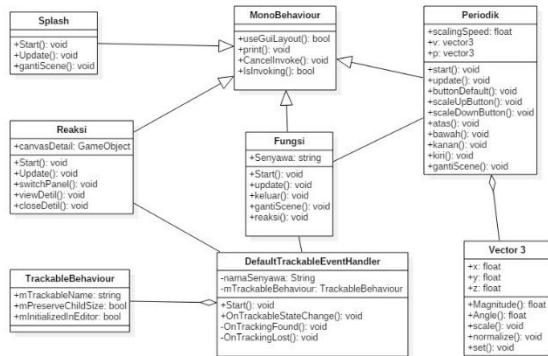 Splash
+Start(): void
+Update(): void
+gantiScene(): void
MonoBehaviour
+useGuiLayout(): bool
+print(): void
+CancelInvoke(): void
+IsInvoking(): bool
Periodik
+scalingSpeed: float
+v: vector3
+p: vector3
+start(): void
+update(): void
+buttonDefault(): void
+scaleUpButton(): void
+scaleDownButton(): void
+atas(): void
+bawah(): void
+kanan(): void
+kiri(): void
+gantiScene(): void
Reaksi
+canvasDetail: GameObject
+Start(): void
+Update(): void
+switchPanel(): void
+viewDetil(): void
+closeDetil(): void
Fungsi
+Senyawa: string
+Start(): void
+update(): void
+keluar(): void
+gantiScene(): void
+reaksi(): void
TrackableBehaviour
+mTrackableName: string
+mPreserveChildSize: bool
+mInitializedInEditor: bool
DefaultTrackableEventHandler
-namaSenyawa: String
-mTrackableBehaviour: TrackableBehaviour
+Start(): void
+OnTrackableStateChange(): void
-OnTrackingFound(): void
-OnTrackingLost(): void
Vector 3
+x: float
+y: float
+z: float
+Magnitude(): float
+Angle(): float
+scale(): void
+normalize(): void
+set(): void